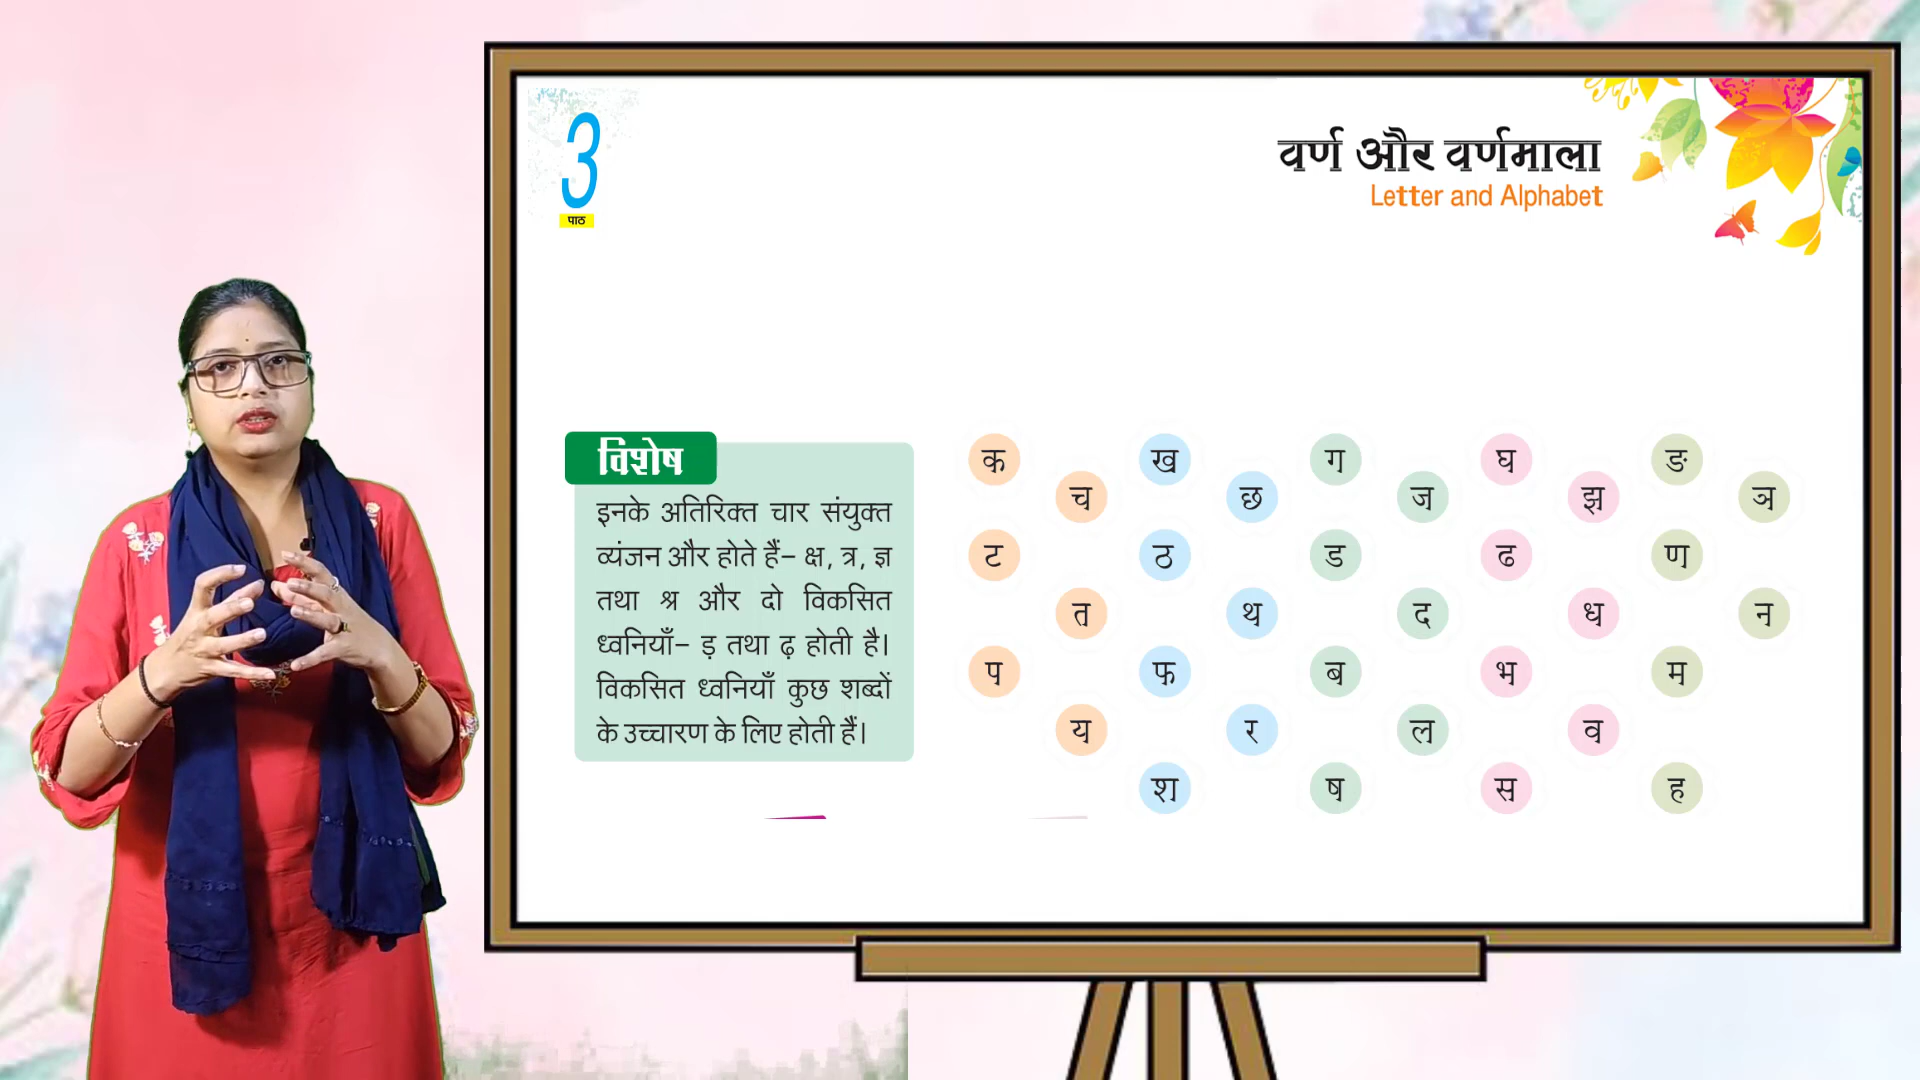 3
पाठ
वर्ण और वर्णमाला
Letter and Alphabet
विशेष
इनके अतिरिक्त चार संयुक्त
व्यंजन और होते हैं– क्ष, त्र, ज्ञ
तथा श्र और दो विकसित
ध्वनियाँ– ड़ तथा ढ़ होती है।
विकसित ध्वनियाँ कुछ शब्दों
के उच्चारण के लिए होती हैं।
क ख ग घ ङ
च छ ज झ ञ
ट ठ ड ढ ण
त थ द ध न
प फ ब भ म
य र ल व
श ष स ह